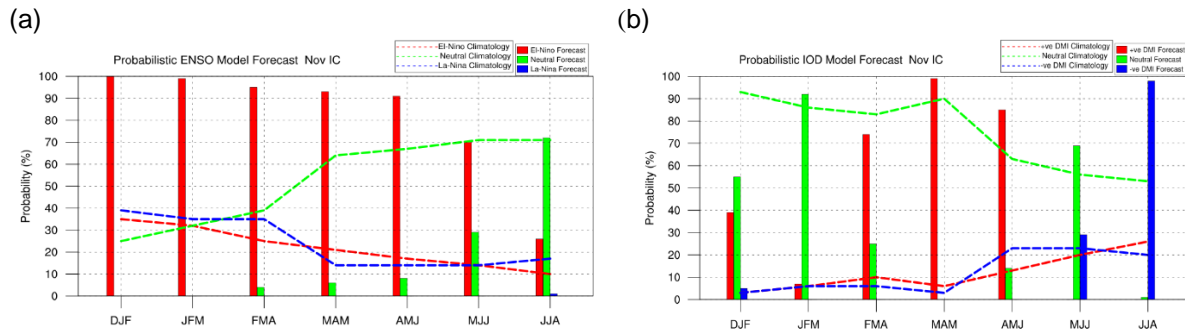 (a)
Probabilistic ENSO Model Forecast Nov IC
El-Nino Climatology
Neutral Climatology
La-Nina Climatology
El-Nino Forecast
Neutral Forecast
La-Nina Forecast
Probability (%)
100
90
80
70
60
50
40
30
20
10
0
DJF JFM FMA MAM AMJ MJJ JJA
(b)
Probabilistic IOD Model Forecast Nov IC
+ve DMI Climatology
Neutral Climatology
-ve DMI Climatology
+ve DMI Forecast
Neutral Forecast
-ve DMI Forecast
Probability (%)
100
90
80
70
60
50
40
30
20
10
0
DJF JFM FMA MAM AMJ MJJ JJA